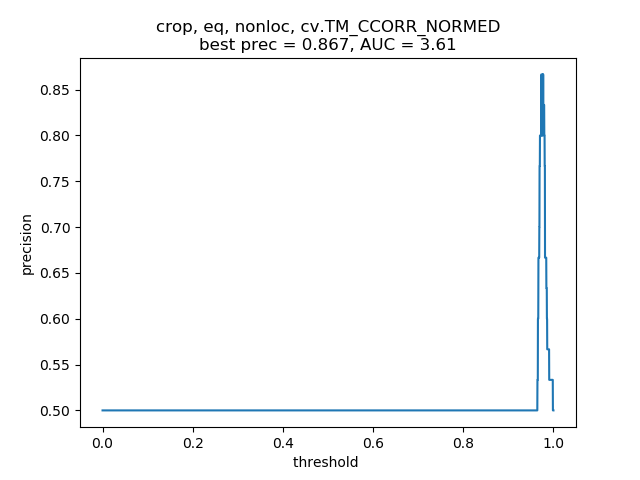 crop, eq, nonloc, cv.TM_CCORR_NORMED
best prec = 0.867, AUC = 3.61
0.85
0.80
0.75
0.70
0.65
0.60
0.55
0.50
precision
0.0 0.2 0.4 0.6 0.8 1.0
threshold